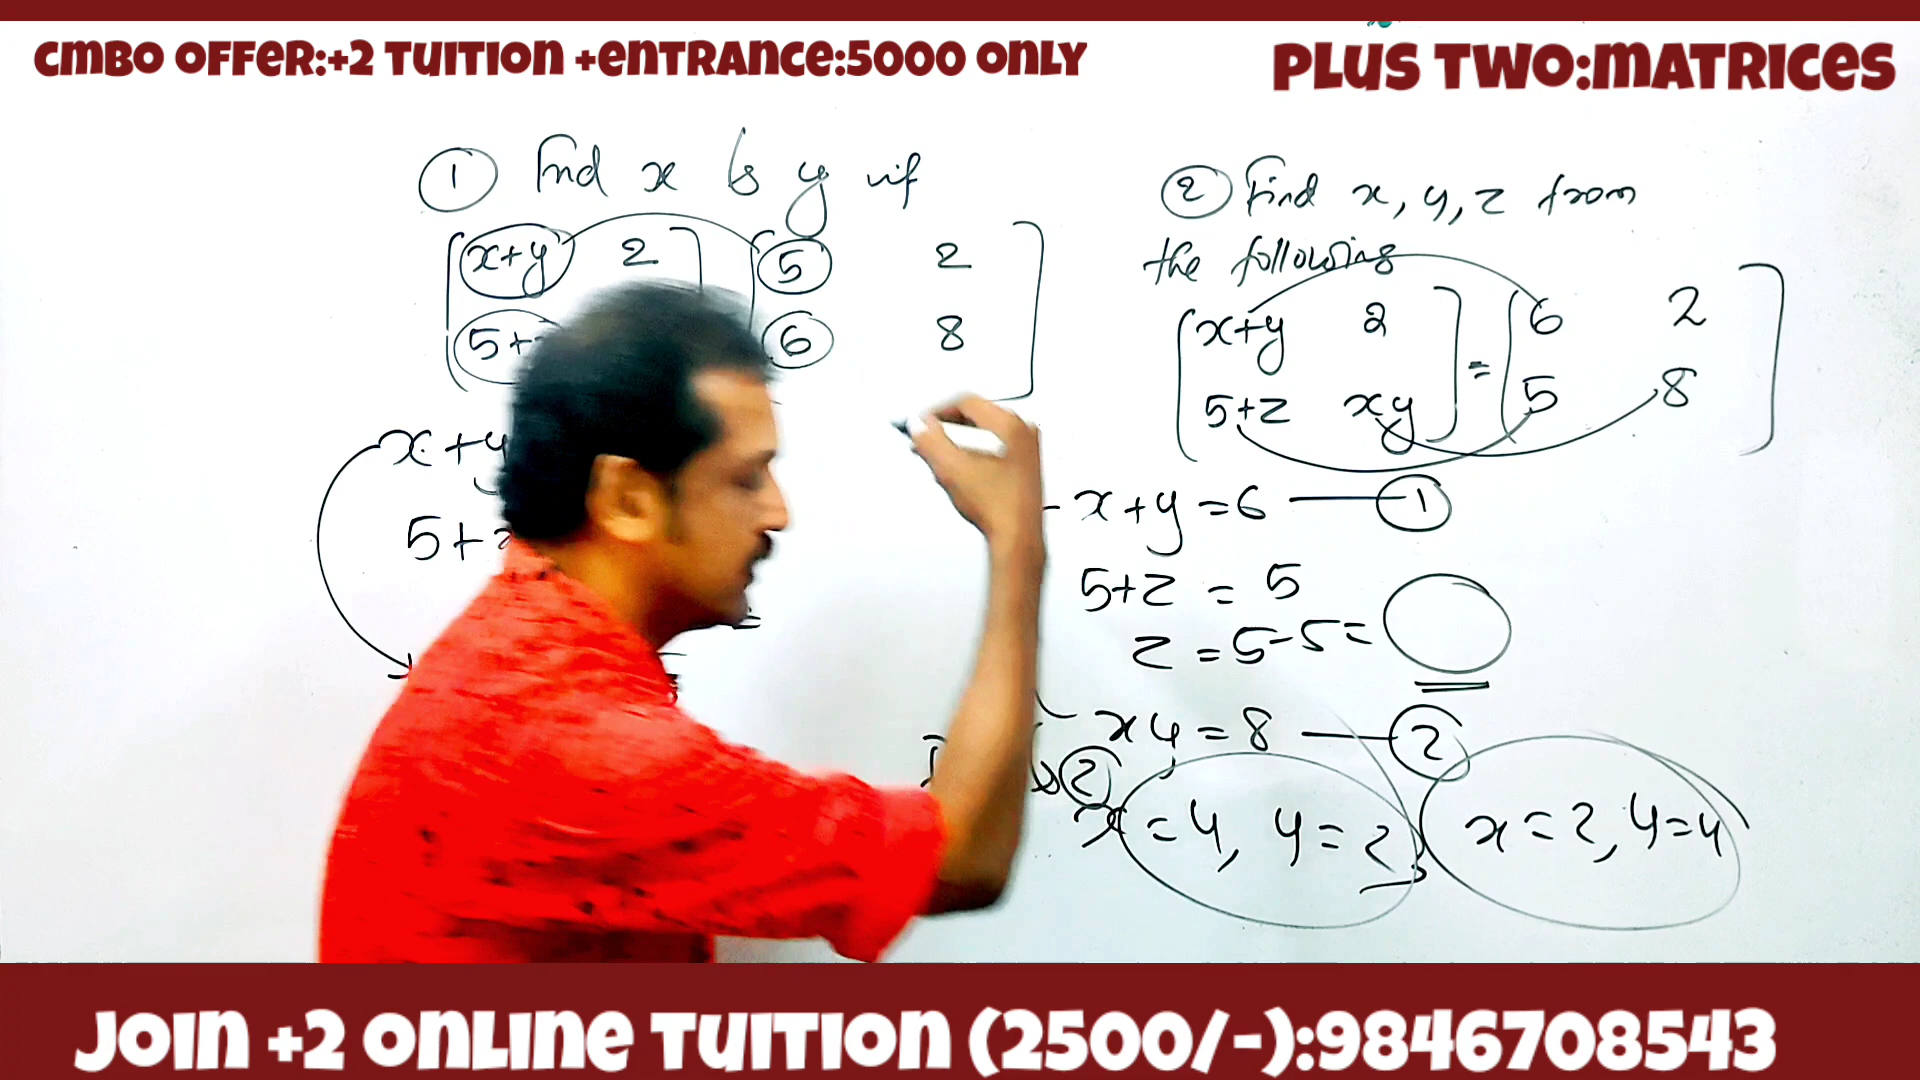 CMBO OFFER:+2 TUITION +ENTRANCE:5000 ONLY
PLUS TWO:MATRICES
① Find x & y if
x+y 2 5 2
5+ 6 8
x+y
5+
② Find x, y, z from
the following
[x+y 2
5+z xy] = [6 2
5 8]
x+y = 6 — ①
5+z = 5
z = 5-5 = 0
xy = 8 — ②
& ②
x = 4, y = 2, x = 2, y = 4
JOIN +2 ONLINE TUITION (2500/-):9846708543